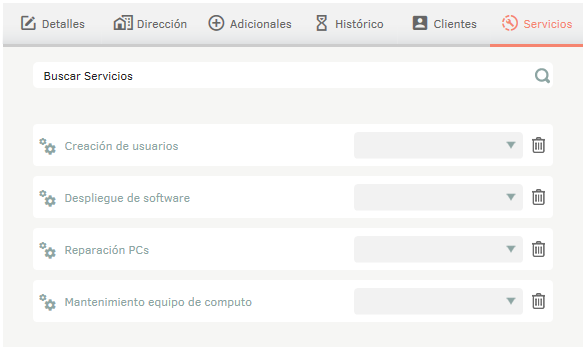 Detalles
Dirección
Adicionales
Histórico
Clientes
Servicios
Buscar Servicios
Creación de usuarios
Despliegue de software
Reparación PCs
Mantenimiento equipo de computo